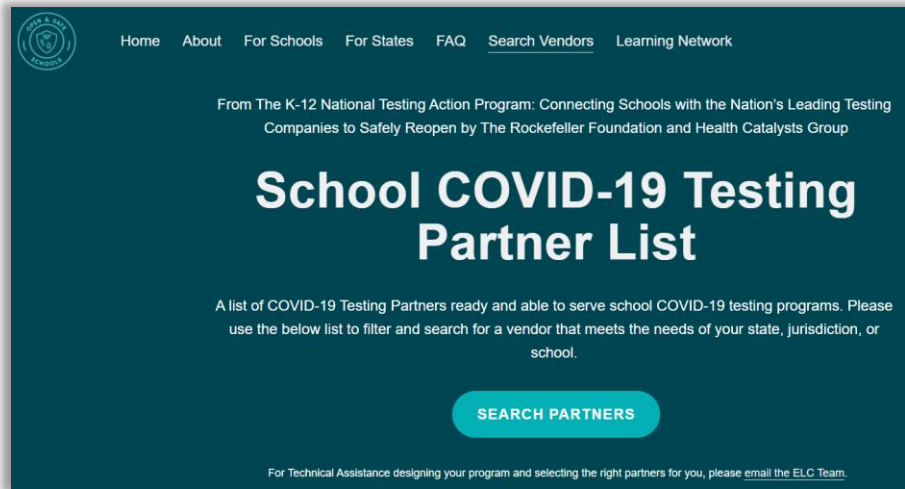 OPEN & SAFE
SCHOOLS
Home About For Schools For States FAQ Search Vendors Learning Network
From The K-12 National Testing Action Program: Connecting Schools with the Nation's Leading Testing
Companies to Safely Reopen by The Rockefeller Foundation and Health Catalysts Group
School COVID-19 Testing
Partner List
A list of COVID-19 Testing Partners ready and able to serve school COVID-19 testing programs. Please
use the below list to filter and search for a vendor that meets the needs of your state, jurisdiction, or
school.
SEARCH PARTNERS
For Technical Assistance designing your program and selecting the right partners for you, please email the ELC Team.